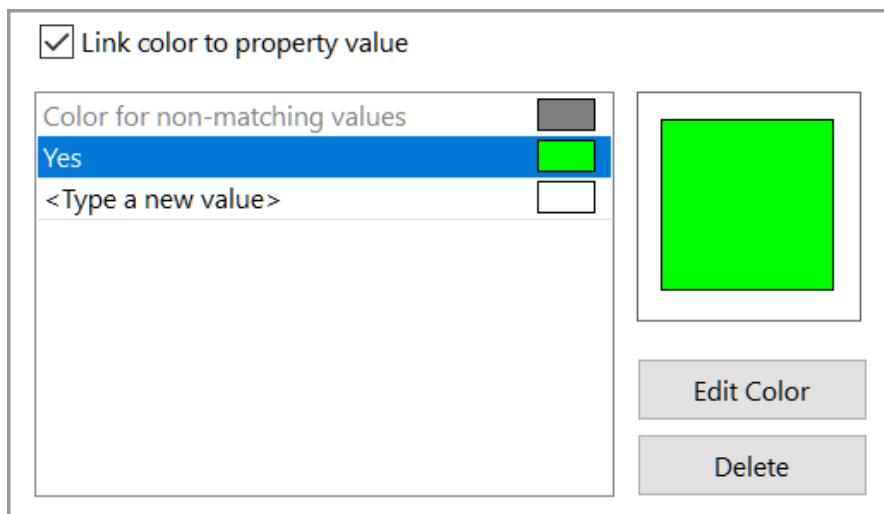 Link color to property value
Color for non-matching values
Yes
<Type a new value>
Edit Color
Delete